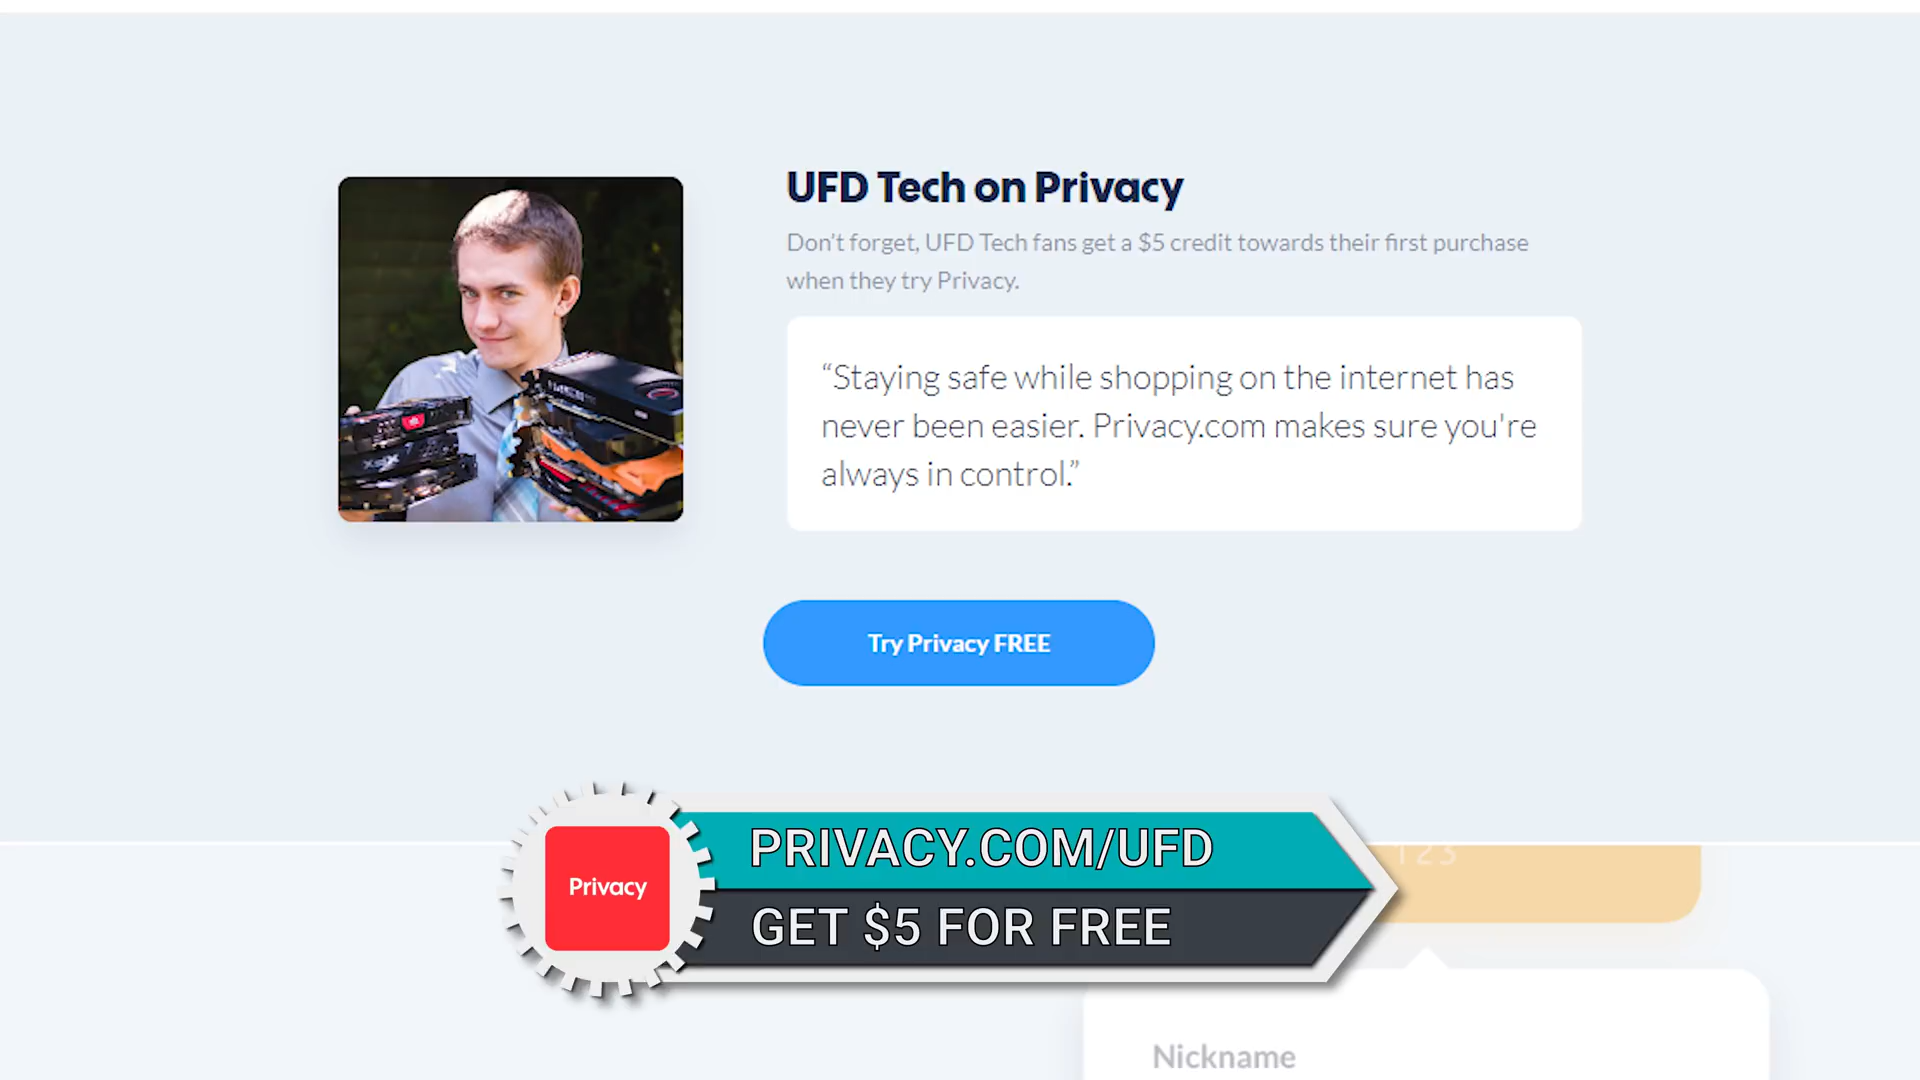 UFD Tech on Privacy
Don't forget, UFD Tech fans get a $5 credit towards their first purchase
when they try Privacy.
“Staying safe while shopping on the internet has
never been easier. Privacy.com makes sure you're
always in control.”
Try Privacy FREE
123
Privacy
PRIVACY.COM/UFD
GET $5 FOR FREE
Nickname